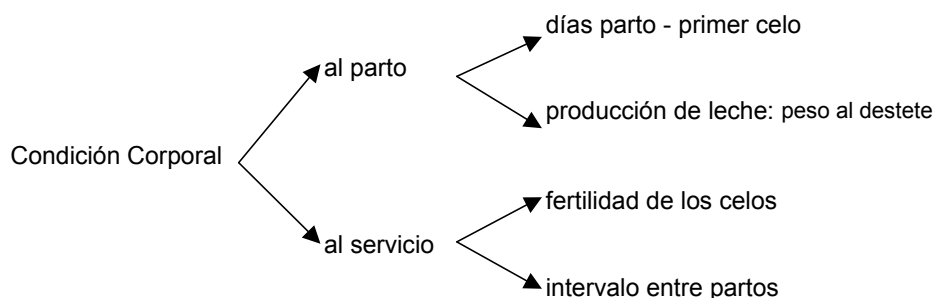 días parto - primer celo
al parto
producción de leche: peso al destete
Condición Corporal
fertilidad de los celos
al servicio
intervalo entre partos